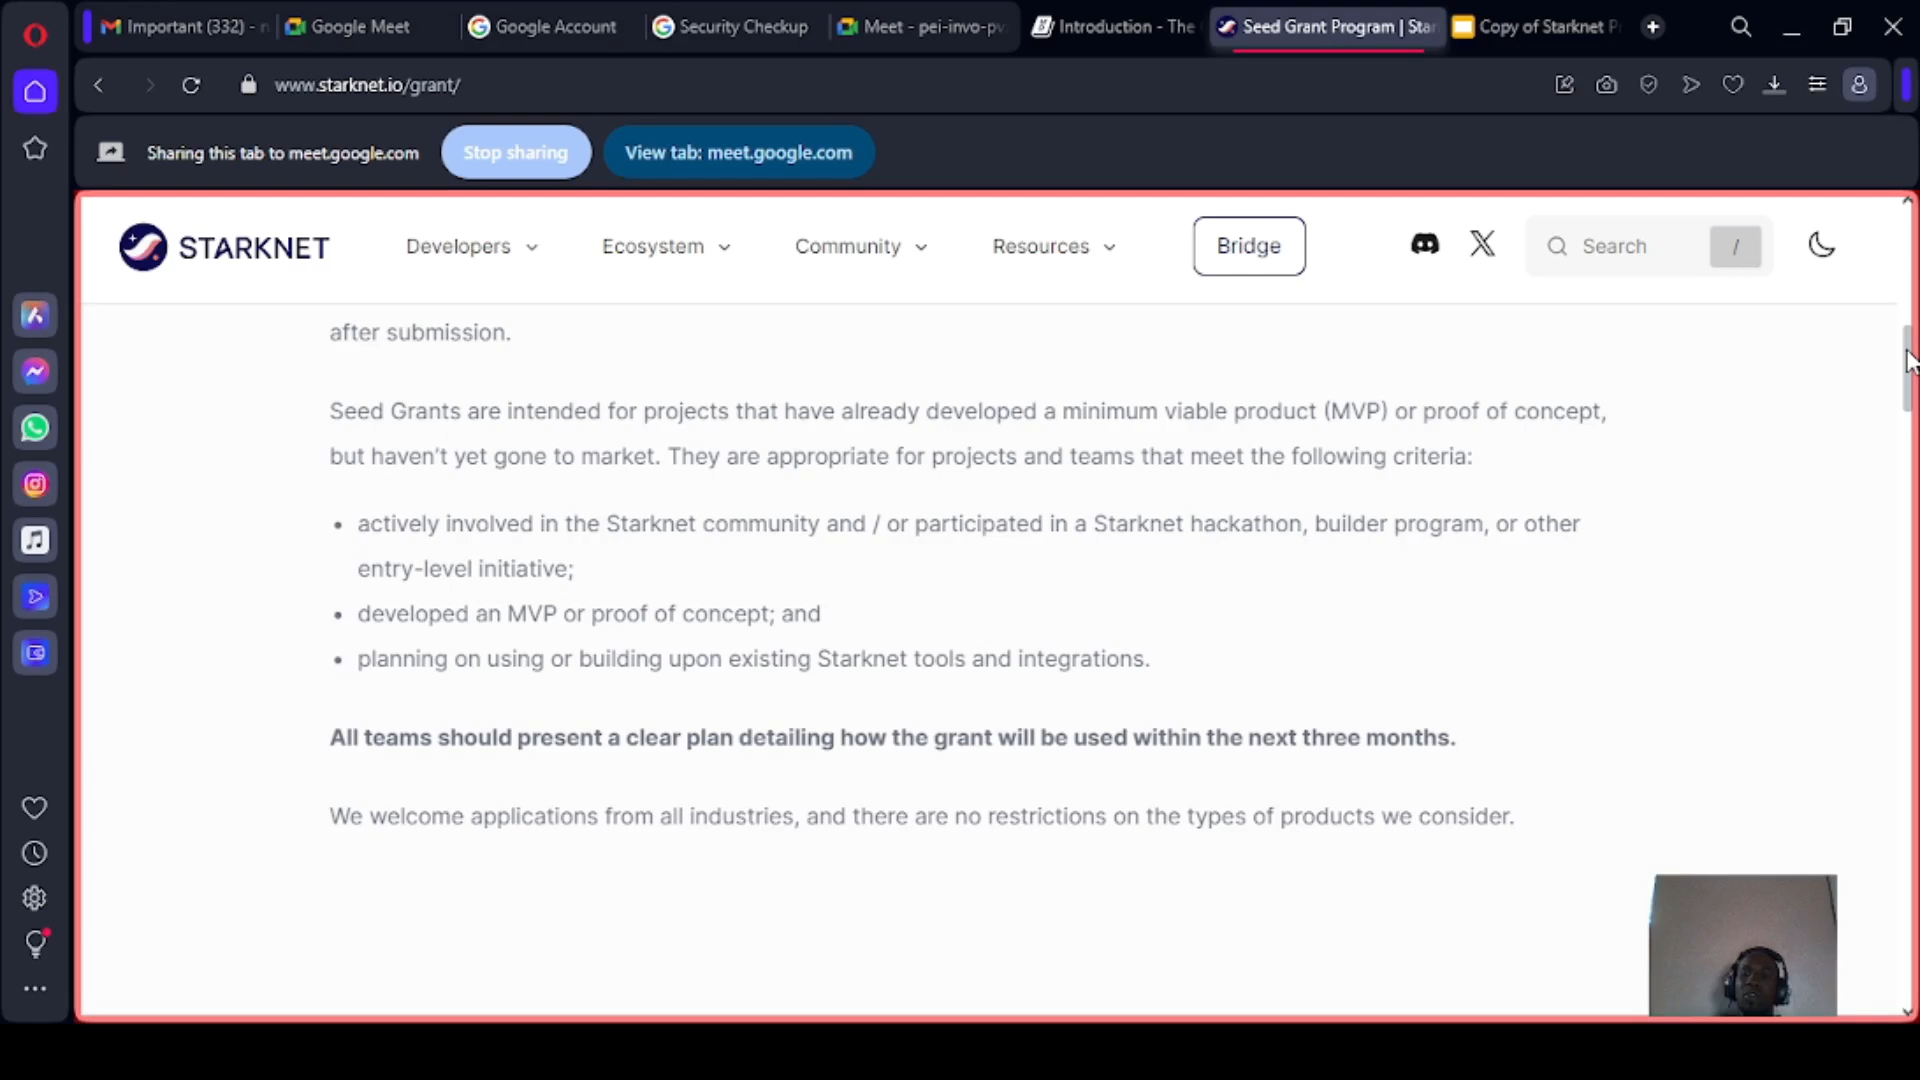 Important (332) - n
Google Meet
Google Account
Security Checkup
Meet – pei-invo-pv
Introduction - The
Seed Grant Program | Star
Copy of Starknet P
www.starknet.io/grant/
Sharing this tab to meet.google.com
Stop sharing
View tab: meet.google.com
STARKNET
Developers
Ecosystem
Community
Resources
Bridge
Search
/
after submission.
Seed Grants are intended for projects that have already developed a minimum viable product (MVP) or proof of concept,
but haven't yet gone to market. They are appropriate for projects and teams that meet the following criteria:
• actively involved in the Starknet community and / or participated in a Starknet hackathon, builder program, or other
entry-level initiative;
• developed an MVP or proof of concept; and
• planning on using or building upon existing Starknet tools and integrations.
All teams should present a clear plan detailing how the grant will be used within the next three months.
We welcome applications from all industries, and there are no restrictions on the types of products we consider.